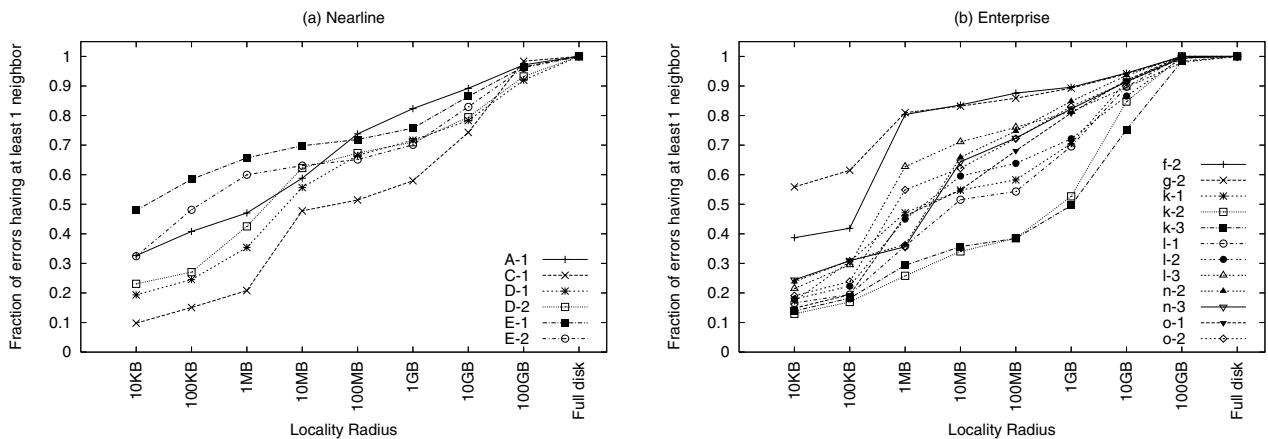 (a) Nearline
Fraction of errors having at least 1 neighbor
1
0.9
0.8
0.7
0.6
0.5
0.4
0.3
0.2
0.1
0
A-1
C-1
D-1
D-2
E-1
E-2
10KB
100KB
1MB
10MB
100MB
1GB
10GB
100GB
Full disk
Locality Radius
(b) Enterprise
Fraction of errors having at least 1 neighbor
1
0.9
0.8
0.7
0.6
0.5
0.4
0.3
0.2
0.1
0
f-2
g-2
k-1
k-2
k-3
l-1
l-2
l-3
n-2
n-3
o-1
o-2
10KB
100KB
1MB
10MB
100MB
1GB
10GB
100GB
Full disk
Locality Radius